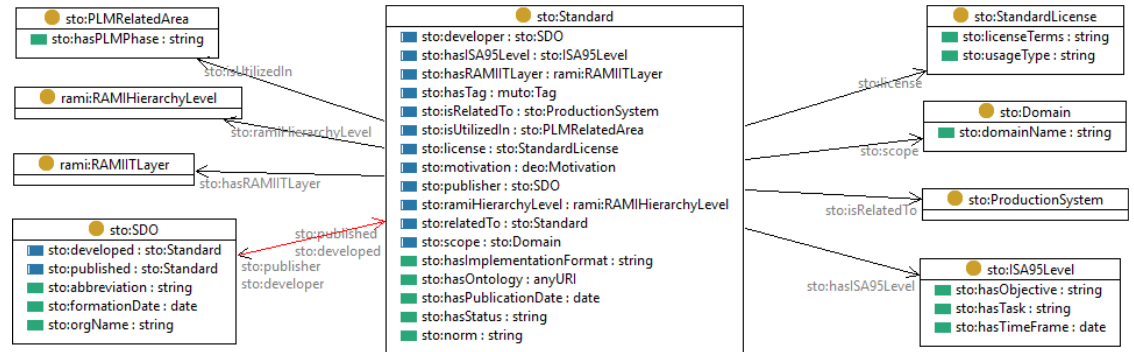 sto:PLMRelatedArea
sto:hasPLMPhase : string
sto:isUtilizedIn
rami:RAMIHierarchyLevel
sto:ramiHierarchyLevel
rami:RAMIITLayer
sto:hasRAMIITLayer
sto:SDO
sto:developed : sto:Standard
sto:published : sto:Standard
sto:abbreviation : string
sto:formationDate : date
sto:orgName : string
sto:published
sto:developed
sto:publisher
sto:developer
sto:Standard
sto:developer : sto:SDO
sto:hasISA95Level : sto:ISA95Level
sto:hasRAMIITLayer : rami:RAMIITLayer
sto:hasTag : muto:Tag
sto:isRelatedTo : sto:ProductionSystem
sto:isUtilizedIn : sto:PLMRelatedArea
sto:license : sto:StandardLicense
sto:motivation : deo:Motivation
sto:publisher : sto:SDO
sto:ramiHierarchyLevel : rami:RAMIHierarchyLevel
sto:relatedTo : sto:Standard
sto:scope : sto:Domain
sto:hasImplementationFormat : string
sto:hasOntology : anyURI
sto:hasPublicationDate : date
sto:hasStatus : string
sto:norm : string
sto:StandardLicense
sto:licenseTerms : string
sto:usageType : string
sto:license
sto:Domain
sto:domainName : string
sto:scope
sto:ProductionSystem
sto:isRelatedTo
sto:ISA95Level
sto:hasObjective : string
sto:hasTask : string
sto:hasTimeFrame : date
sto:hasISA95Level